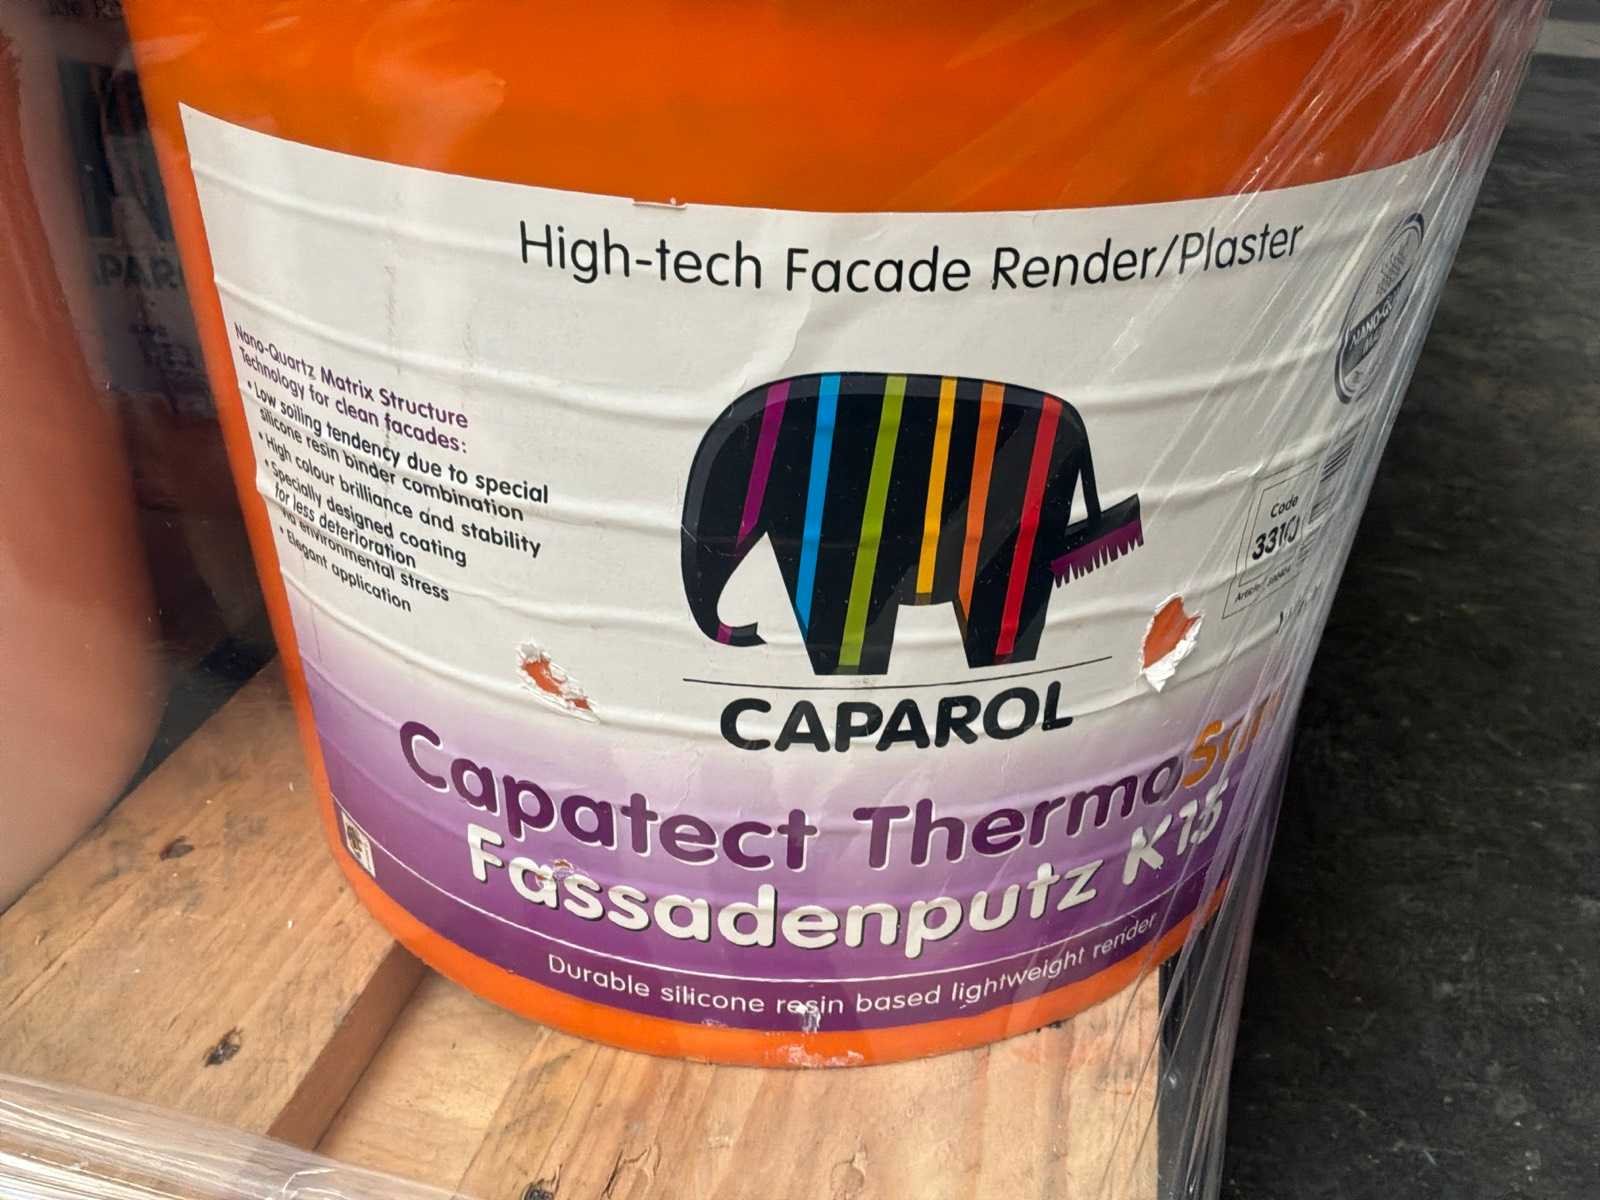 High-tech Facade Render/Plaster
Nano-Quartz Matrix Structure
Technology for clean facades:
• Low soiling tendency due to special
silicone resin binder combination
• High colour brilliance and stability
• Specially designed coating
for less deterioration
via environmental stress
• Elegant application
Code
CAPAROL
Capatect Thermo
Fassadenputz K 15
Durable silicone resin based lightweight render